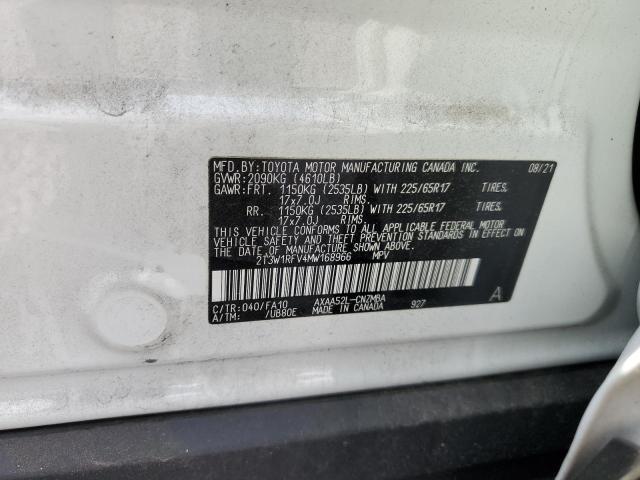 MFD.BY:TOYOTA MOTOR MANUFACTURING CANADA INC. 08/21
GVWR:2090KG (4610LB)
GAWR:FRT. 1150KG (2535LB) WITH 225/65R17 TIRES.
17x7.0J RIMS.
RR. 1150KG (2535LB) WITH 225/65R17 TIRES.
17x7.0J RIMS.
THIS VEHICLE CONFORMS TO ALL APPLICABLE FEDERAL MOTOR
VEHICLE SAFETY AND THEFT PREVENTION STANDARDS IN EFFECT
ON THE DATE OF MANUFACTURE SHOWN ABOVE.
2T3W1RFV4MW168966 MPV
C/TR:040/FA10 AXAA52L-CNZMBA 927 A
A/TM: /UB80E MADE IN CANADA